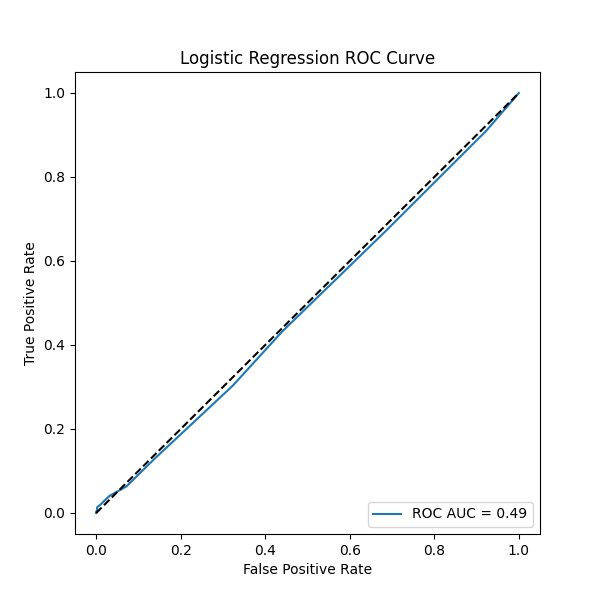 Logistic Regression ROC Curve
1.0
0.8
0.6
0.4
0.2
0.0
True Positive Rate
ROC AUC = 0.49
0.0 0.2 0.4 0.6 0.8 1.0
False Positive Rate